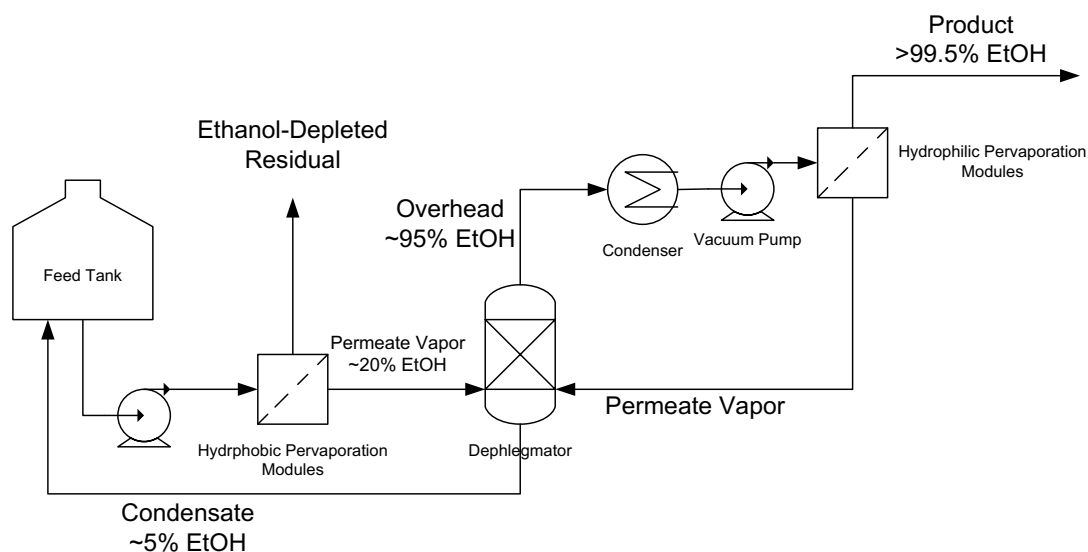 Product
>99.5% EtOH
Ethanol-Depleted
Residual
Hydrophilic Pervaporation
Modules
Overhead
~95% EtOH
Condenser
Vacuum Pump
Feed Tank
Permeate Vapor
~20% EtOH
Permeate Vapor
Hydrphobic Pervaporation
Modules
Dephlegmator
Condensate
~5% EtOH